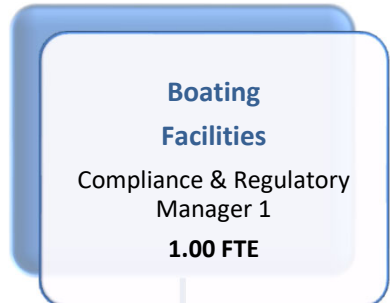 Boating
Facilities
Compliance & Regulatory
Manager 1
1.00 FTE